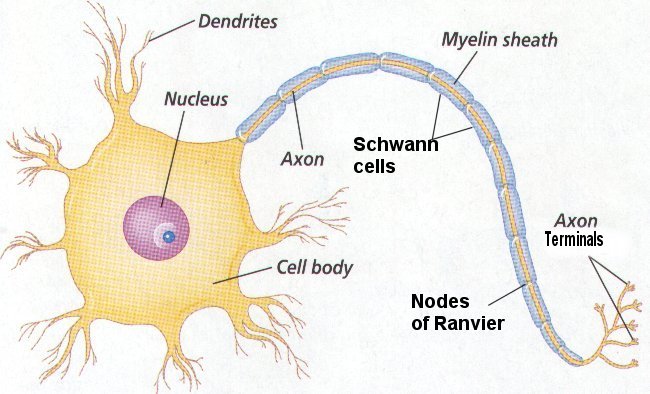 Dendrites
Myelin sheath
Nucleus
Axon
Schwann
cells
Axon
Terminals
Cell body
Nodes
of Ranvier